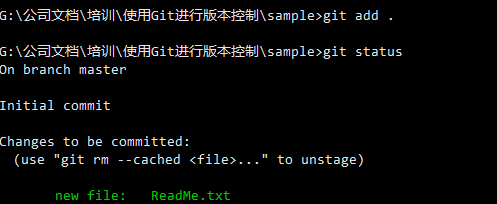 G:\公司文档\培训\使用Git进行版本控制\sample>git add .
G:\公司文档\培训\使用Git进行版本控制\sample>git status
On branch master
Initial commit
Changes to be committed:
  (use "git rm --cached <file>..." to unstage)
        new file:   ReadMe.txt